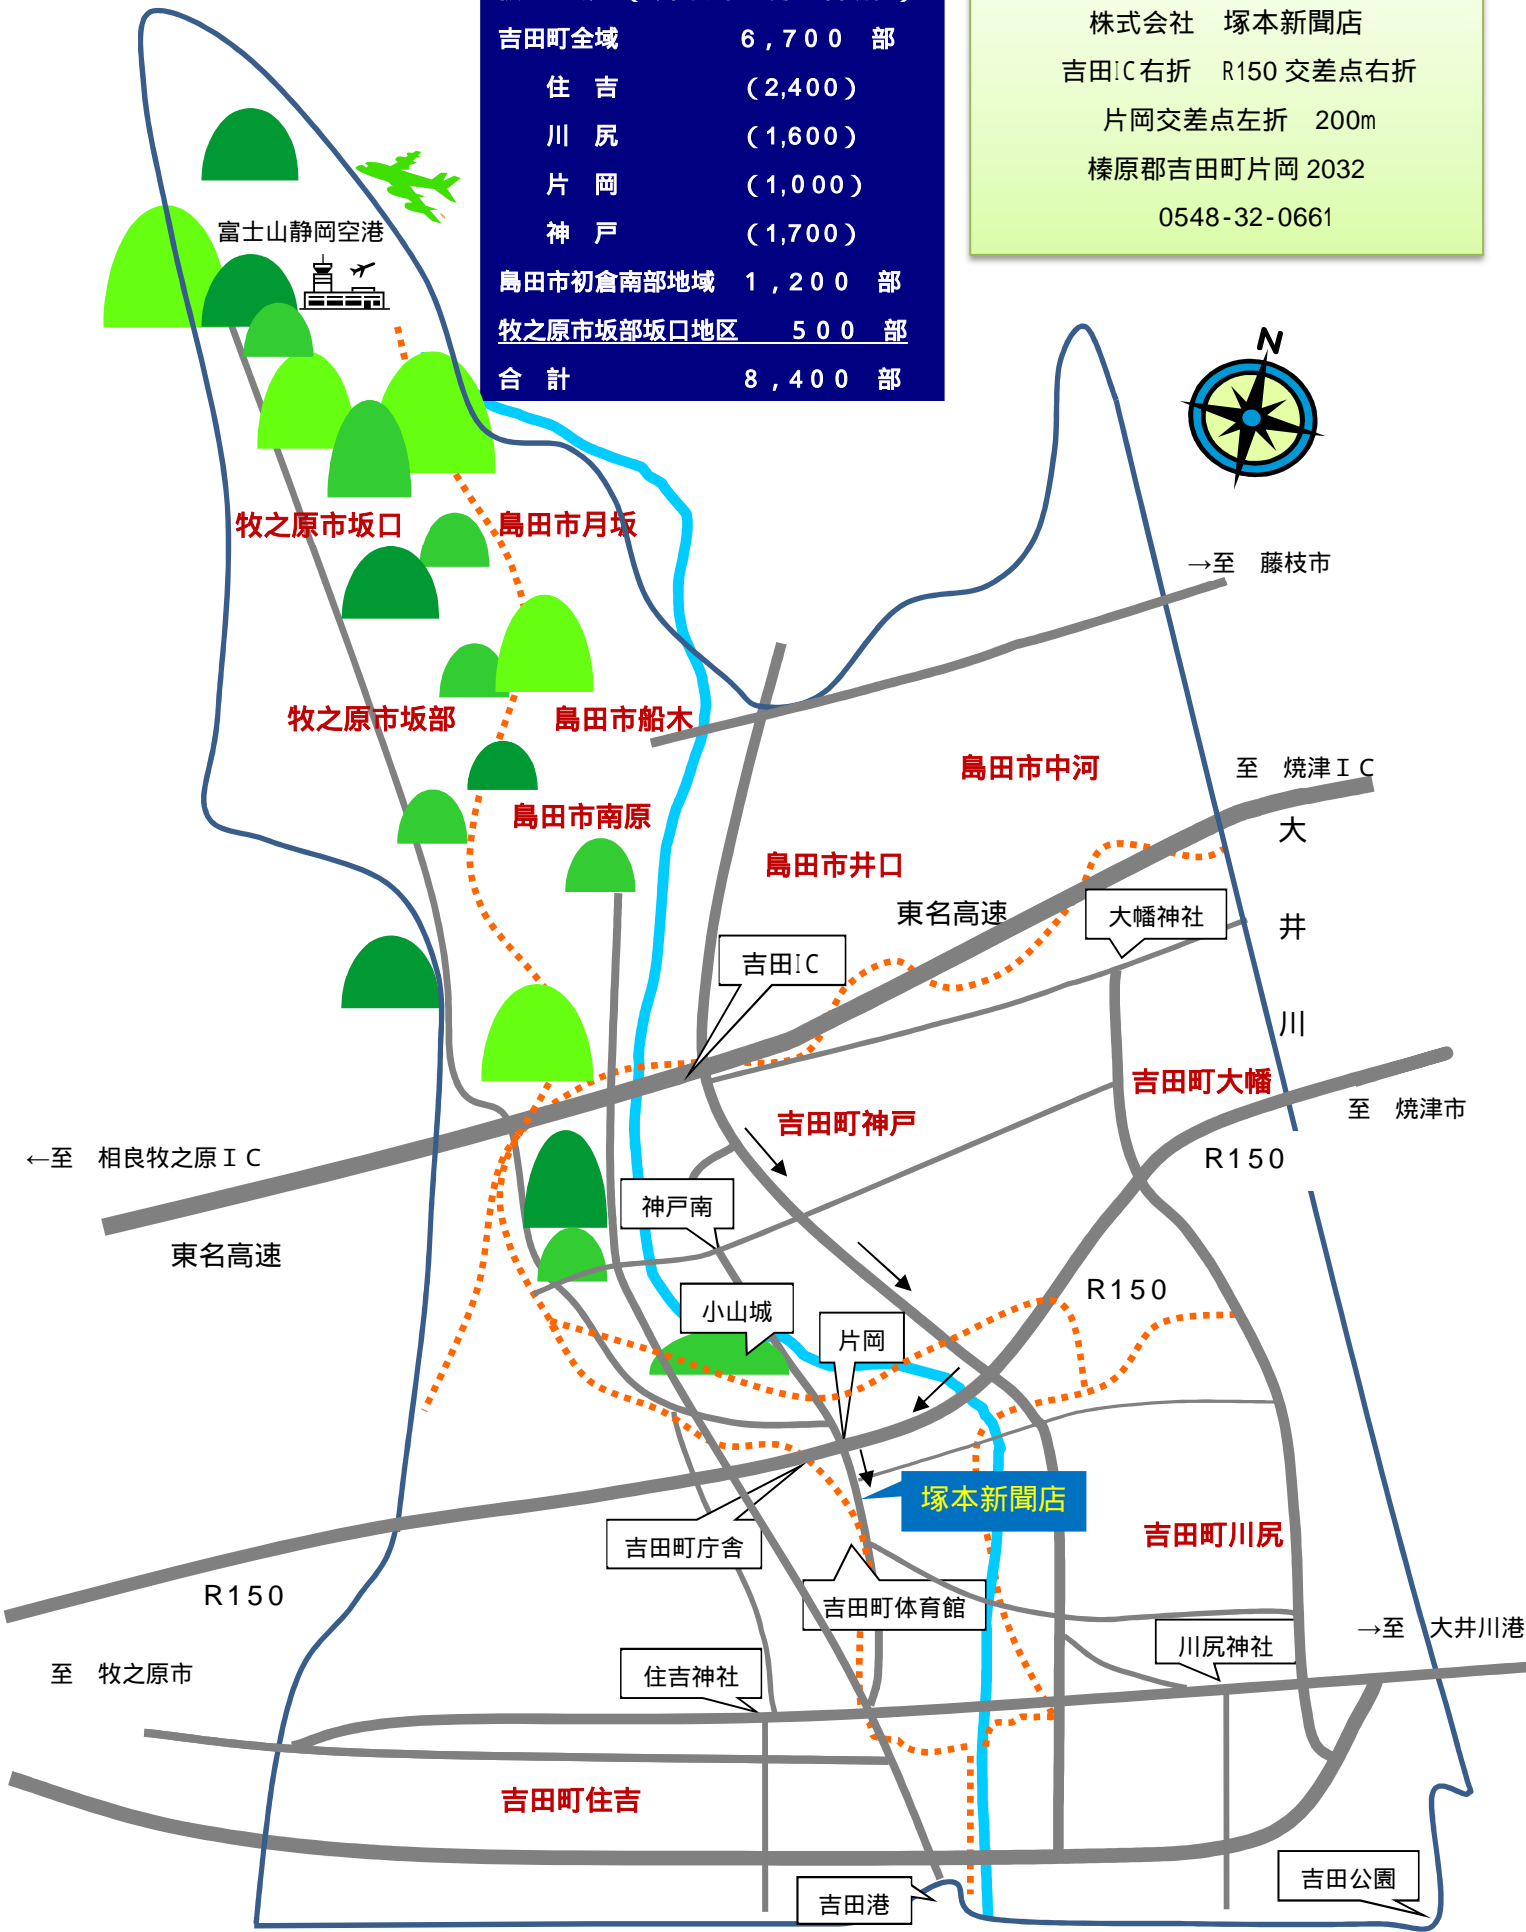 吉田町全域 6,700 部
住 吉 (2,400)
川 尻 (1,600)
片 岡 (1,000)
神 戸 (1,700)
島田市初倉南部地域 1,200 部
牧之原市坂部坂口地区 500 部
合 計 8,400 部
株式会社 塚本新聞店
吉田IC右折 R150交差点右折
片岡交差点左折 200m
榛原郡吉田町片岡2032
0548-32-0661
富士山静岡空港
N
牧之原市坂口
島田市月坂
→至 藤枝市
牧之原市坂部
島田市船木
島田市中河
至 焼津IC
島田市南原
島田市井口
東名高速
大幡神社
大
井
川
吉田IC
吉田町大幡
至 焼津市
吉田町神戸
R150
←至 相良牧之原IC
神戸南
東名高速
R150
小山城
片岡
塚本新聞店
吉田町庁舎
吉田町川尻
R150
吉田町体育館
→至 大井川港
川尻神社
至 牧之原市
住吉神社
吉田町住吉
吉田港
吉田公園